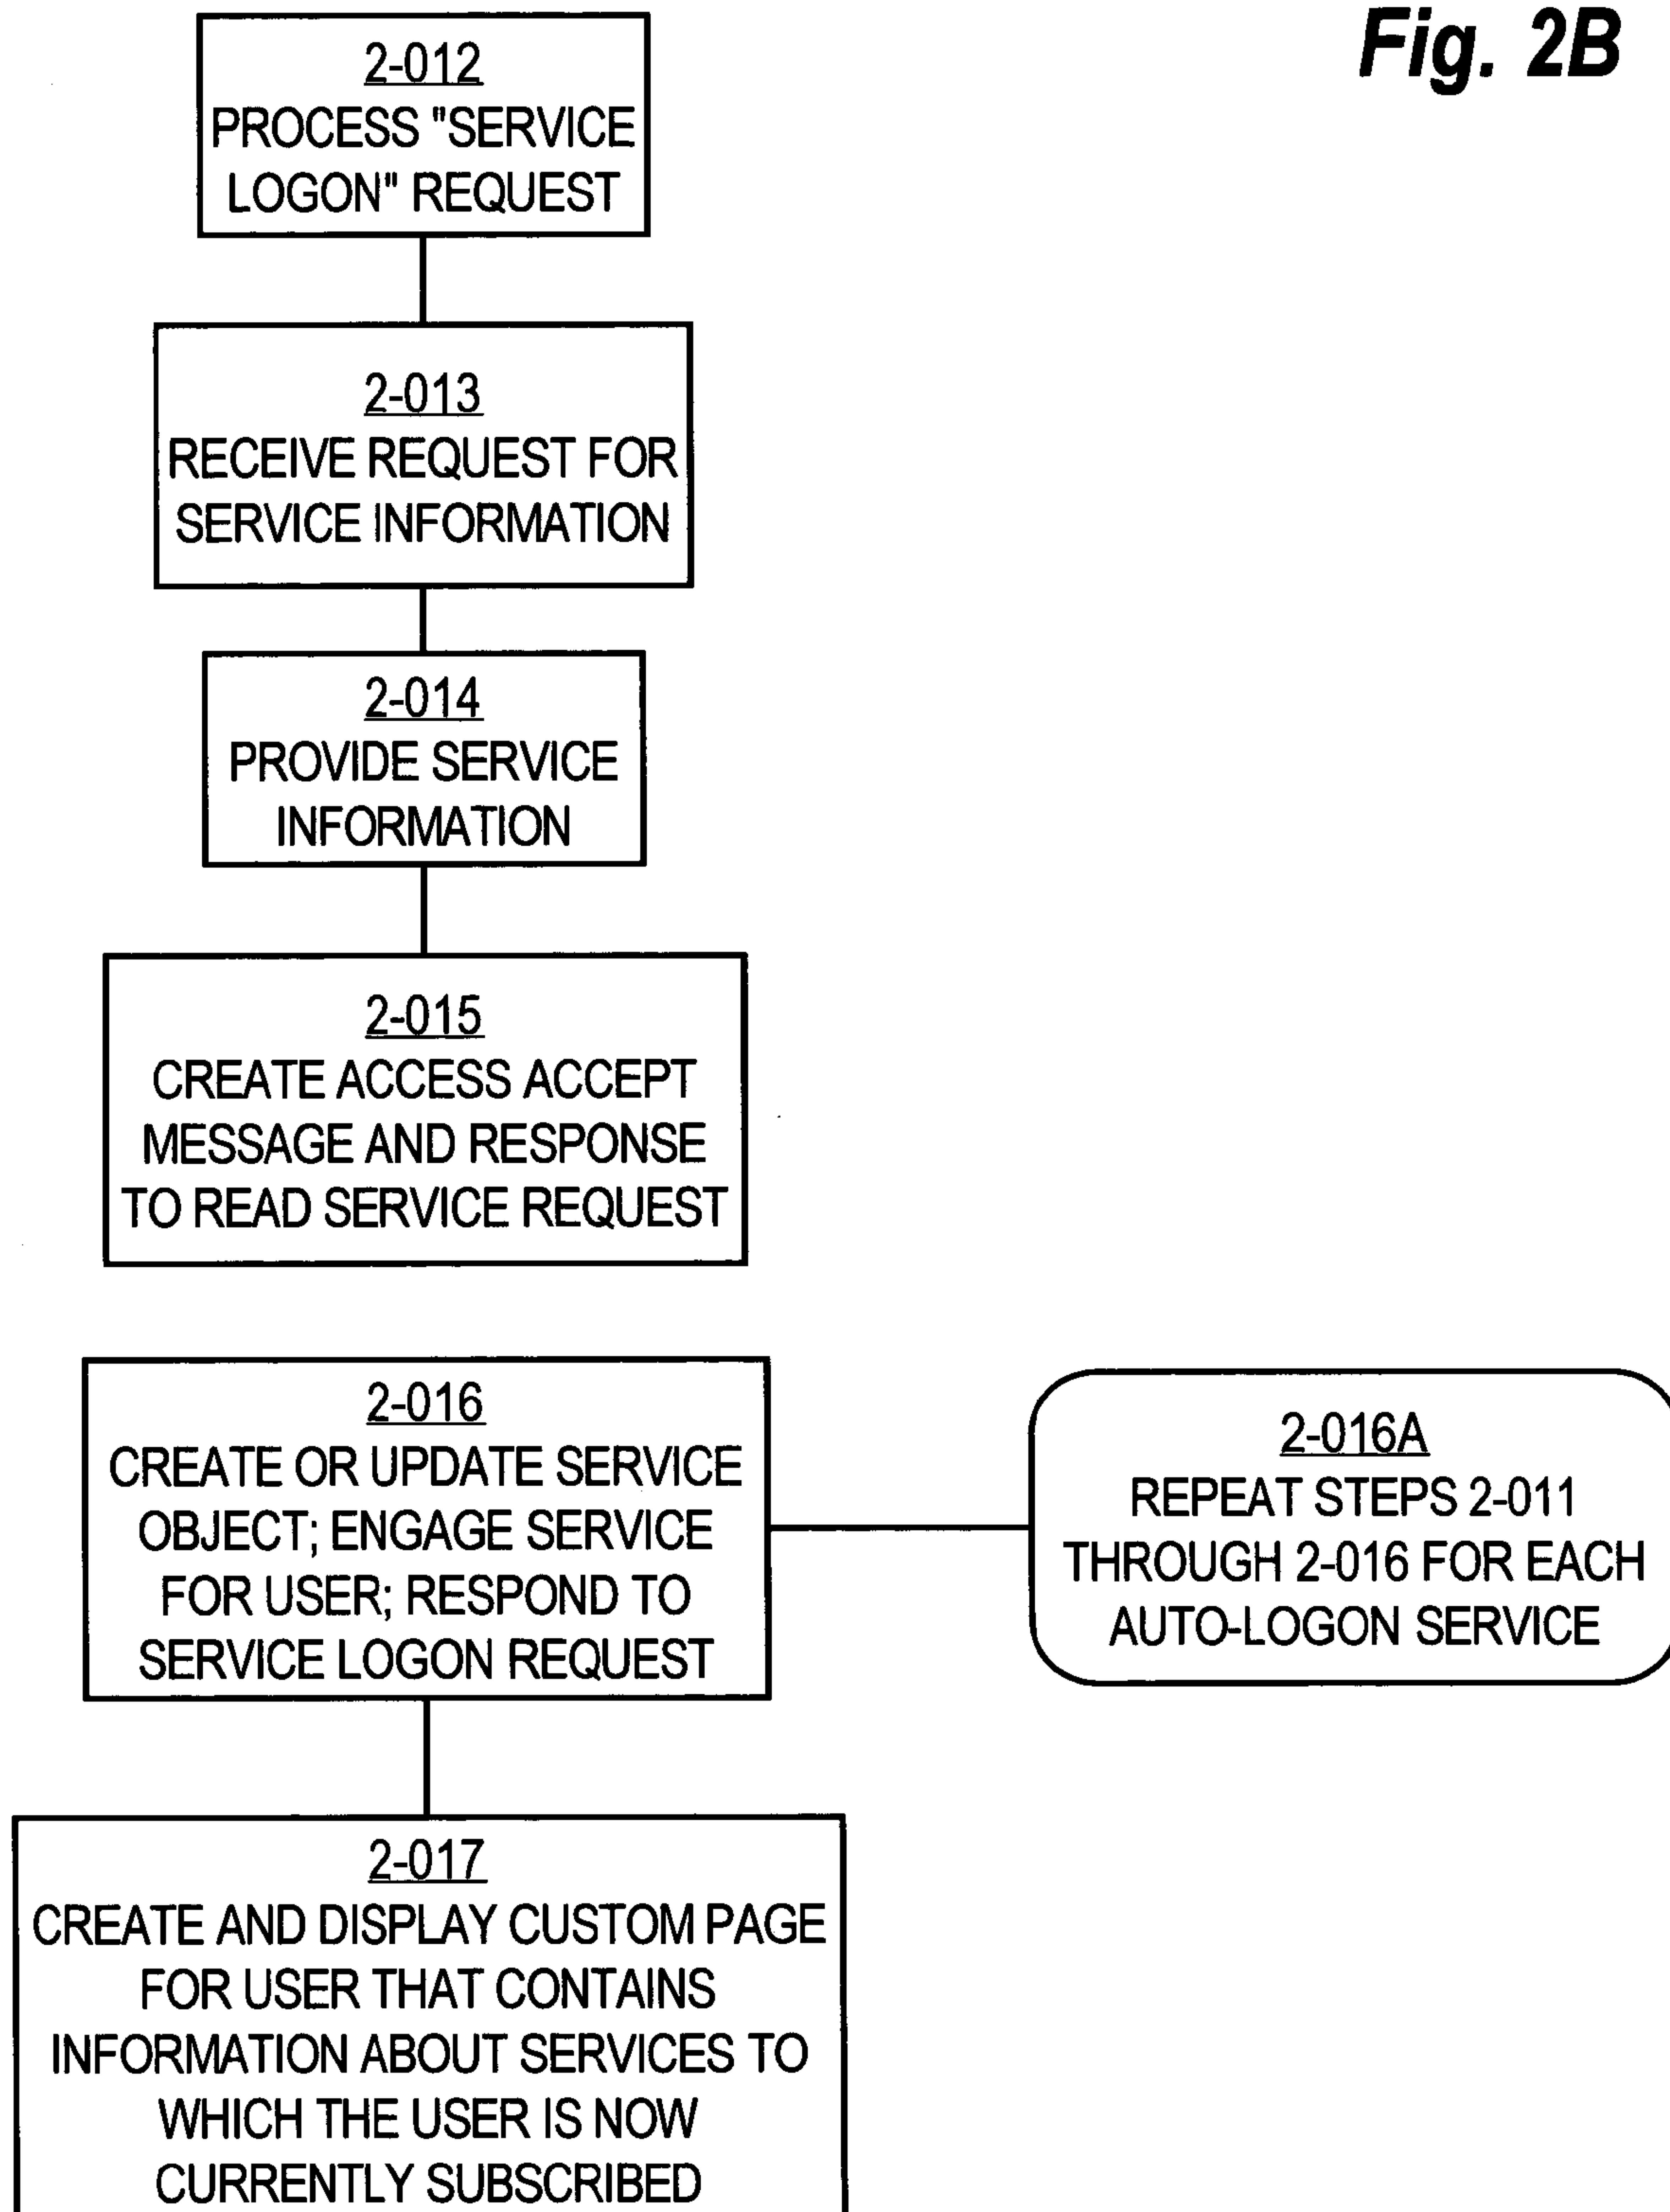 Fig. 2B
2-012
PROCESS "SERVICE
LOGON" REQUEST
2-013
RECEIVE REQUEST FOR
SERVICE INFORMATION
2-014
PROVIDE SERVICE
INFORMATION
2-015
CREATE ACCESS ACCEPT
MESSAGE AND RESPONSE
TO READ SERVICE REQUEST
2-016
CREATE OR UPDATE SERVICE
OBJECT; ENGAGE SERVICE
FOR USER; RESPOND TO
SERVICE LOGON REQUEST
2-016A
REPEAT STEPS 2-011
THROUGH 2-016 FOR EACH
AUTO-LOGON SERVICE
2-017
CREATE AND DISPLAY CUSTOM PAGE
FOR USER THAT CONTAINS
INFORMATION ABOUT SERVICES TO
WHICH THE USER IS NOW
CURRENTLY SUBSCRIBED